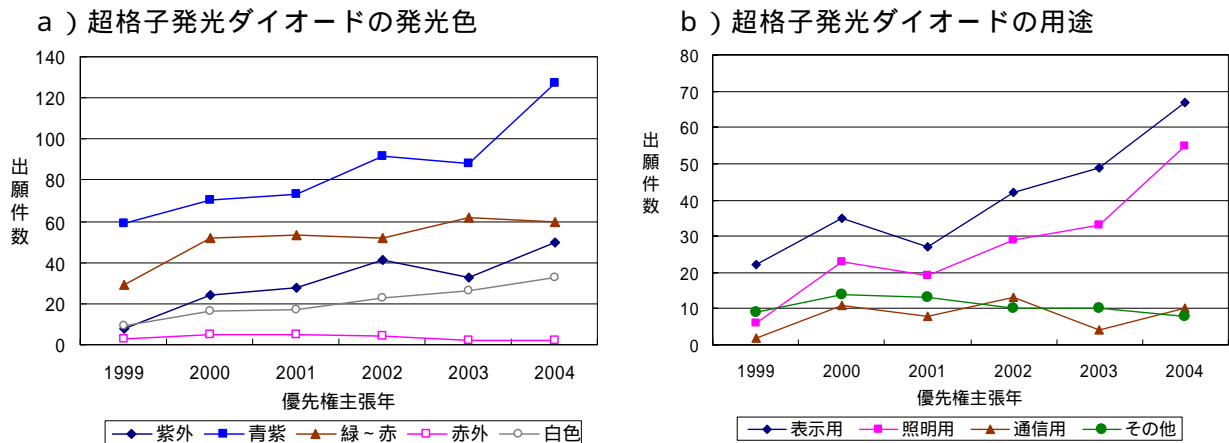 a）超格子発光ダイオードの発光色
140
120
100
80
60
40
20
0
出願件数
1999 2000 2001 2002 2003 2004
優先権主張年
紫外 青紫 緑～赤 赤外 白色
b）超格子発光ダイオードの用途
80
70
60
50
40
30
20
10
0
出願件数
1999 2000 2001 2002 2003 2004
優先権主張年
表示用 照明用 通信用 その他